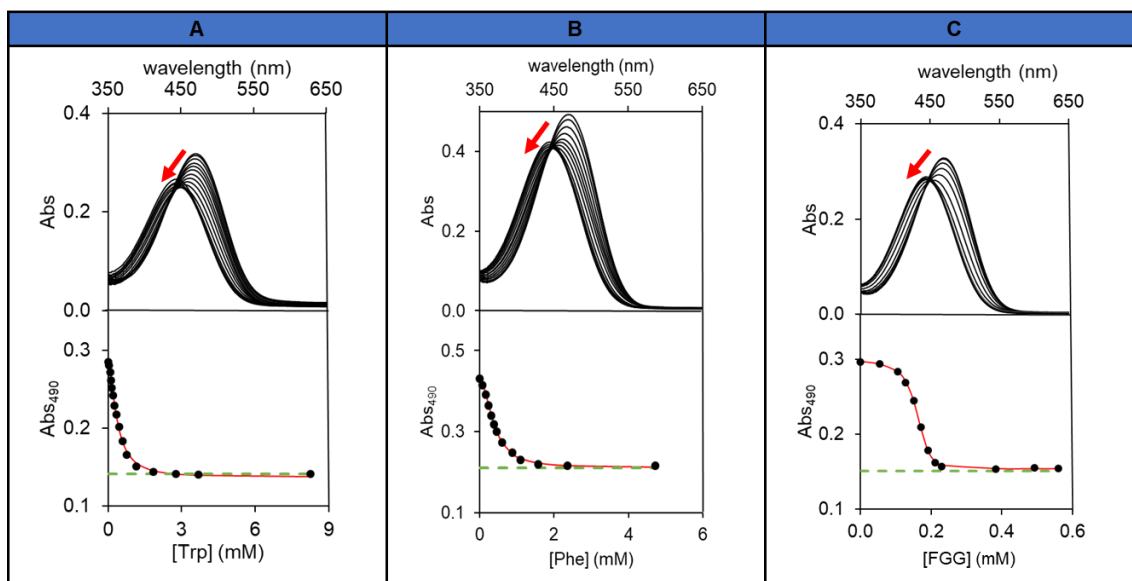 A
wavelength (nm)
350 450 550 650
0.4
0.2
0.0
Abs
0.3
0.2
0.1
Abs490
0 3 6 9
[Trp] (mM)
B
wavelength (nm)
350 450 550 650
0.4
0.2
0.0
Abs
0.5
0.3
0.1
Abs490
0 2 4 6
[Phe] (mM)
C
wavelength (nm)
350 450 550 650
0.4
0.2
0.0
Abs
0.3
0.2
0.1
Abs490
0.0 0.2 0.4 0.6
[FGG] (mM)